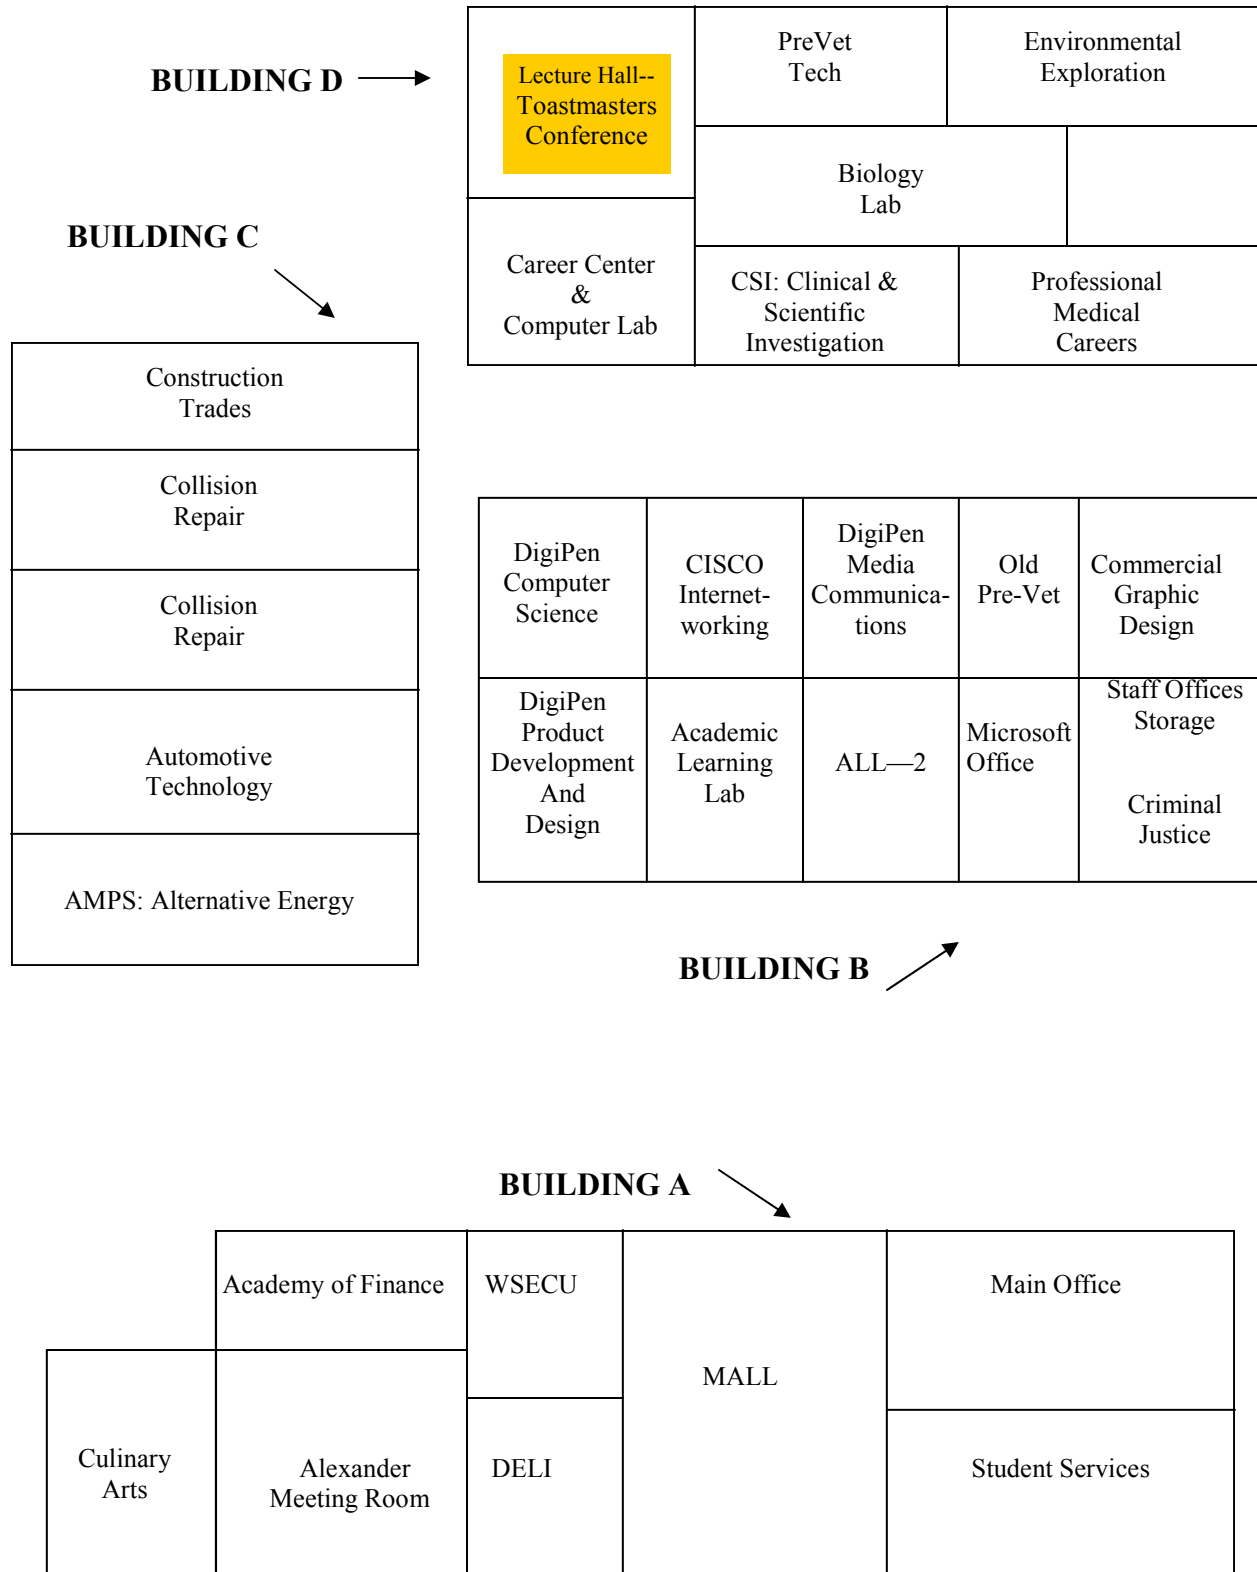 BUILDING D
Lecture Hall--
Toastmasters
Conference
PreVet
Tech
Environmental
Exploration
Biology
Lab
Career Center
&
Computer Lab
CSI: Clinical &
Scientific
Investigation
Professional
Medical
Careers
BUILDING C
Construction
Trades
Collision
Repair
Collision
Repair
Automotive
Technology
AMPS: Alternative Energy
DigiPen
Computer
Science
CISCO
Internet-
working
DigiPen
Media
Communica-
tions
Old
Pre-Vet
Commercial
Graphic
Design
DigiPen
Product
Development
And
Design
Academic
Learning
Lab
ALL—2
Microsoft
Office
Staff Offices
Storage
Criminal
Justice
BUILDING B
BUILDING A
Academy of Finance
WSECU
MALL
Main Office
Culinary
Arts
Alexander
Meeting Room
DELI
Student Services